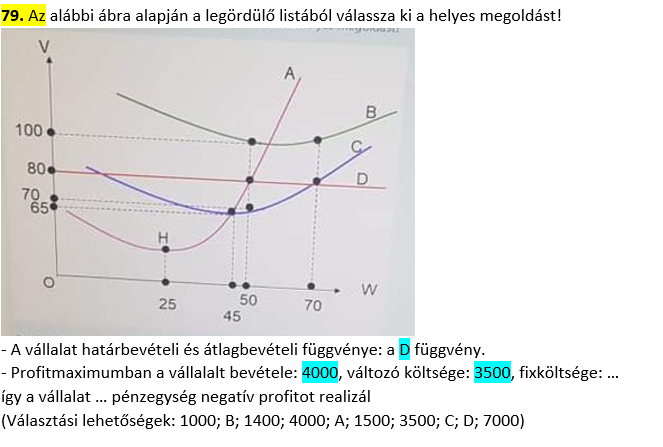 79. Az alábbi ábra alapján a legördülő listából válassza ki a helyes megoldást!
V
A
B
100
C
80
D
70
65
H
O
W
25
50
70
45
- A vállalat határbevételi és átlagbevételi függvénye: a D függvény.
- Profitmaximumban a vállalalt bevétele: 4000, változó költsége: 3500, fixköltsége: ...
így a vállalat ... pénzegység negatív profitot realizál
(Választási lehetőségek: 1000; B; 1400; 4000; A; 1500; 3500; C; D; 7000)